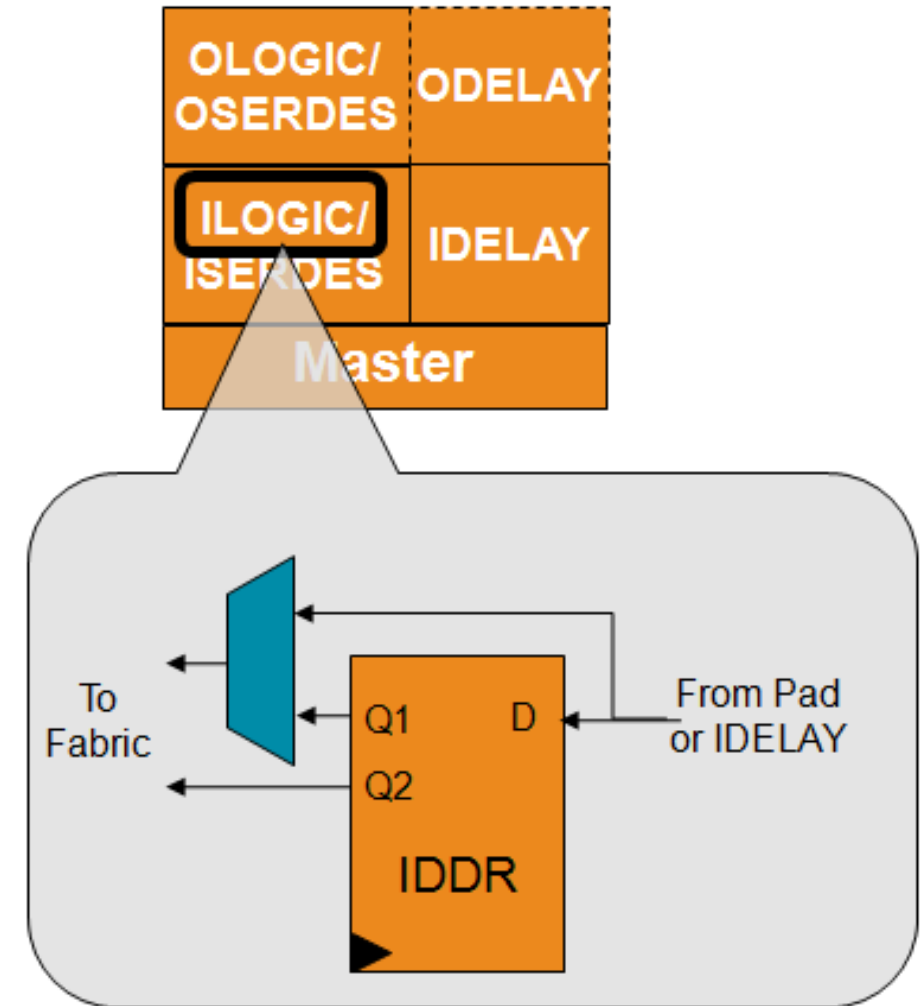 OLOGIC/
OSERDES
ODELAY
ILOGIC/
ISERDES
IDELAY
Master
To
Fabric
Q1
D
Q2
IDDR
From Pad
or IDELAY